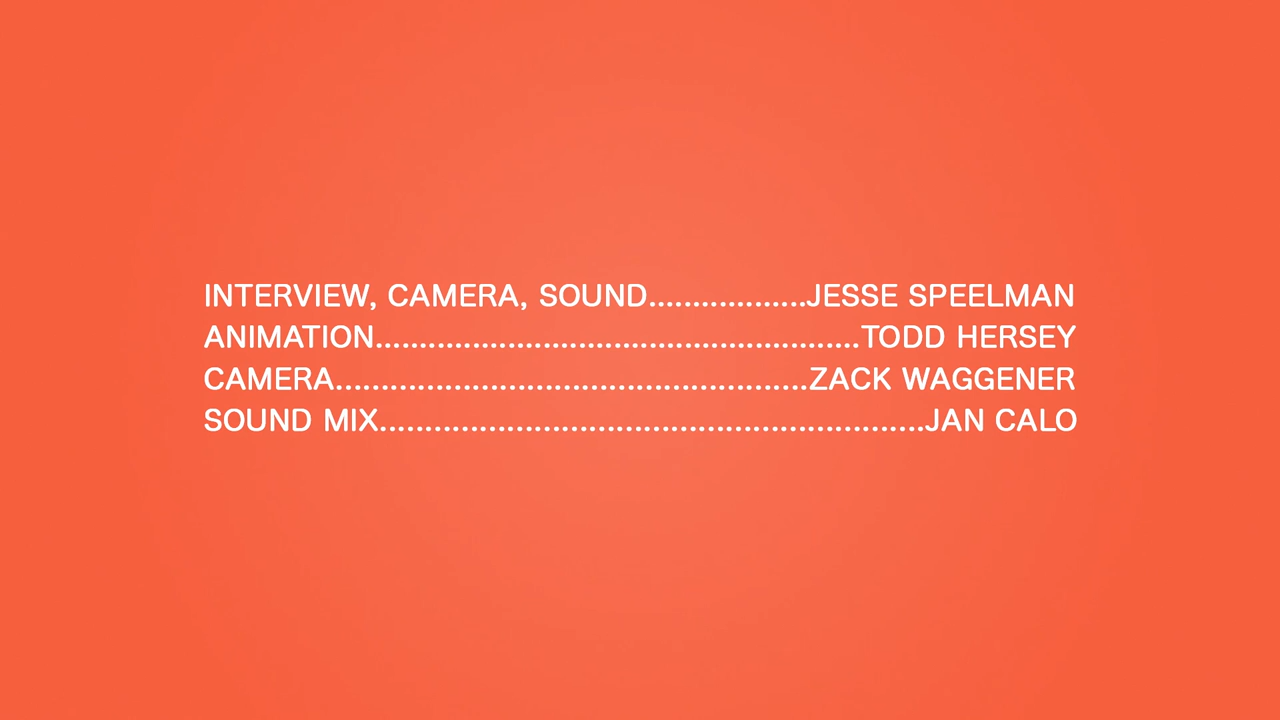 INTERVIEW, CAMERA, SOUND..................JESSE SPEELMAN
ANIMATION........................................................TODD HERSEY
CAMERA......................................................ZACK WAGGENER
SOUND MIX...............................................................JAN CALO